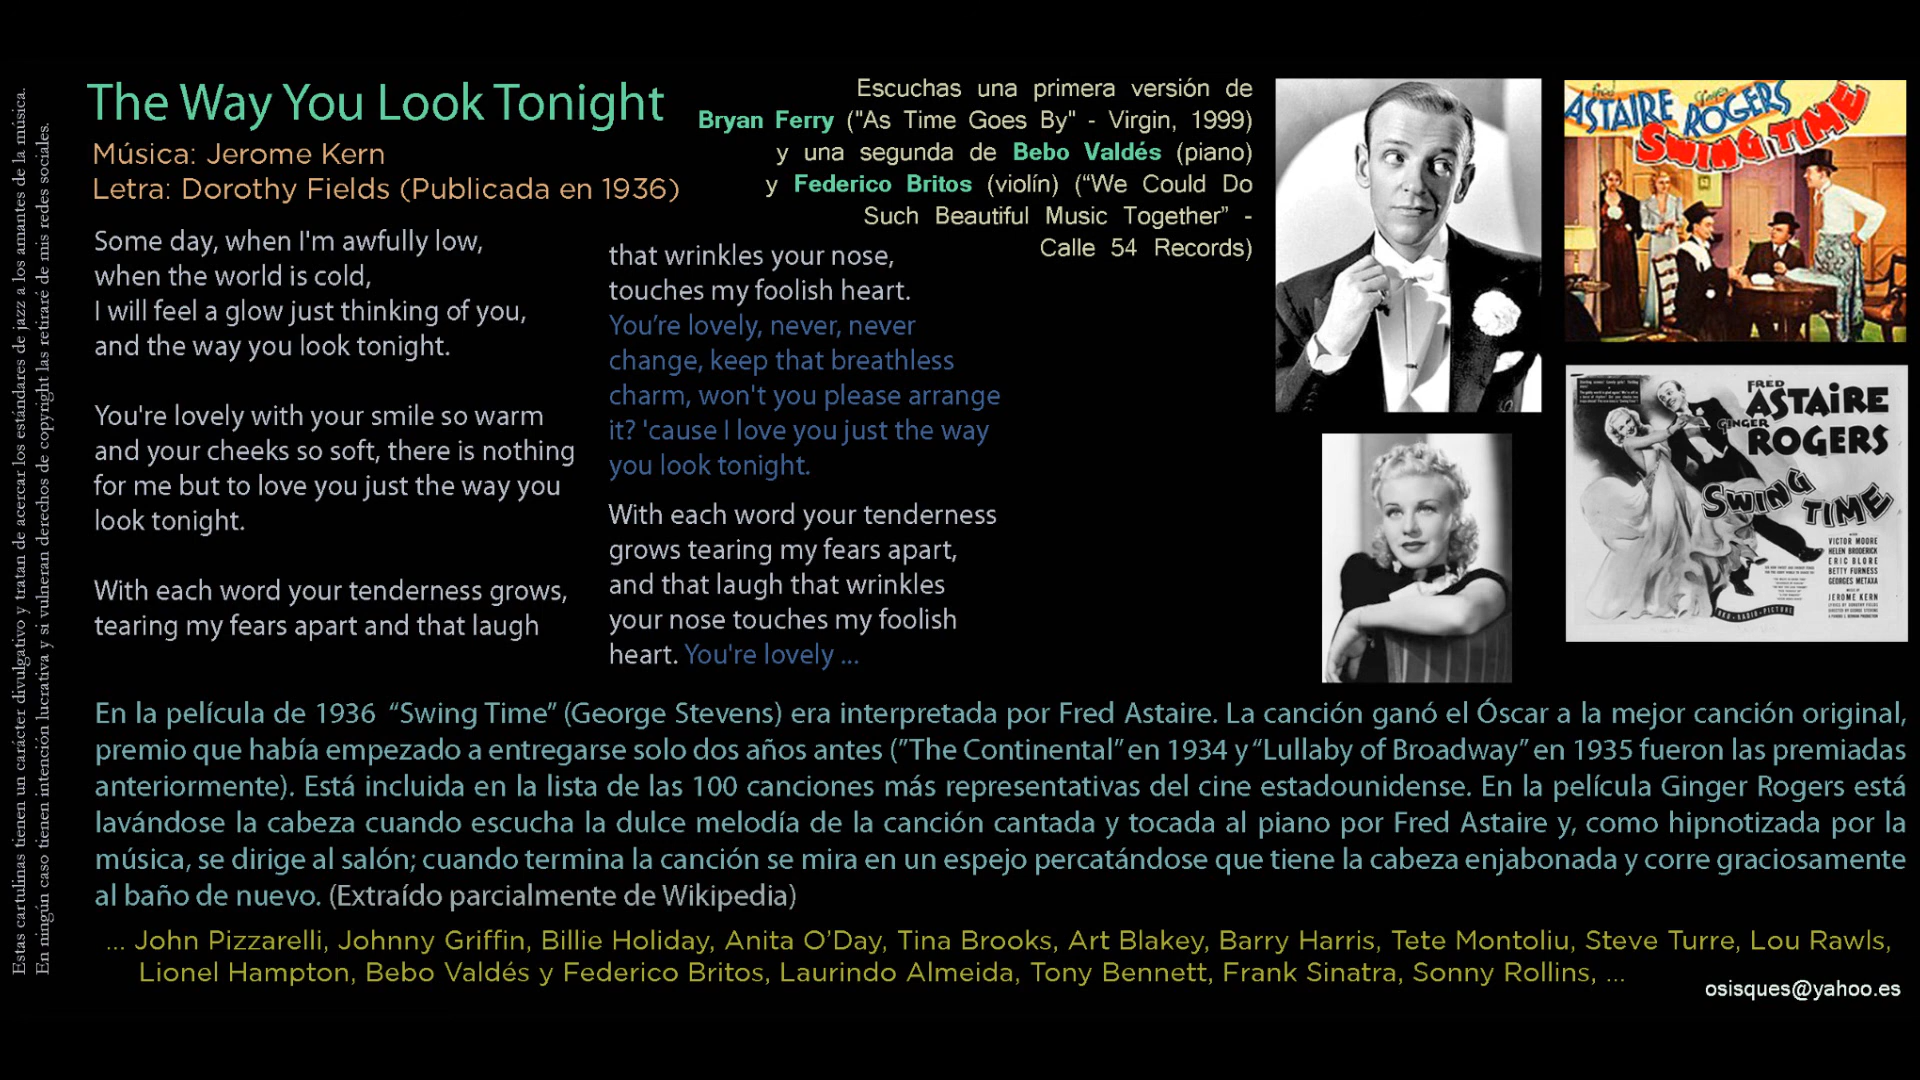 Estas cartulinas tienen un carácter divulgativo y tratan de acercar los estándares de jazz a los amantes de la música.
En ningún caso tienen intención lucrativa y si vulneran derechos de copyright las retiraré de mis redes sociales.
The Way You Look Tonight
Música: Jerome Kern
Letra: Dorothy Fields (Publicada en 1936)
Escuchas una primera versión de
Bryan Ferry ("As Time Goes By" - Virgin, 1999)
y una segunda de Bebo Valdés (piano)
y Federico Britos (violín) (“We Could Do
Such Beautiful Music Together” -
Calle 54 Records)
Some day, when I'm awfully low,
when the world is cold,
I will feel a glow just thinking of you,
and the way you look tonight.
You're lovely with your smile so warm
and your cheeks so soft, there is nothing
for me but to love you just the way you
look tonight.
With each word your tenderness grows,
tearing my fears apart and that laugh
that wrinkles your nose,
touches my foolish heart.
You’re lovely, never, never
change, keep that breathless
charm, won't you please arrange
it? 'cause I love you just the way
you look tonight.
With each word your tenderness
grows tearing my fears apart,
and that laugh that wrinkles
your nose touches my foolish
heart. You're lovely ...
Fred
ASTAIRE
Ginger
ROGERS
SWING TIME
FRED
ASTAIRE
GINGER
ROGERS
SWING
TIME
VICTOR MOORE
HELEN BRODERICK
ERIC BLORE
BETTY FURNESS
GEORGES METAXA
JEROME KERN
RKO-RADIO-PICTURE
En la película de 1936 “Swing Time” (George Stevens) era interpretada por Fred Astaire. La canción ganó el Óscar a la mejor canción original,
premio que había empezado a entregarse solo dos años antes (”The Continental” en 1934 y “Lullaby of Broadway” en 1935 fueron las premiadas
anteriormente). Está incluida en la lista de las 100 canciones más representativas del cine estadounidense. En la película Ginger Rogers está
lavándose la cabeza cuando escucha la dulce melodía de la canción cantada y tocada al piano por Fred Astaire y, como hipnotizada por la
música, se dirige al salón; cuando termina la canción se mira en un espejo percatándose que tiene la cabeza enjabonada y corre graciosamente
al baño de nuevo. (Extraído parcialmente de Wikipedia)
... John Pizzarelli, Johnny Griffin, Billie Holiday, Anita O’Day, Tina Brooks, Art Blakey, Barry Harris, Tete Montoliu, Steve Turre, Lou Rawls,
Lionel Hampton, Bebo Valdés y Federico Britos, Laurindo Almeida, Tony Bennett, Frank Sinatra, Sonny Rollins, ...
osisques@yahoo.es